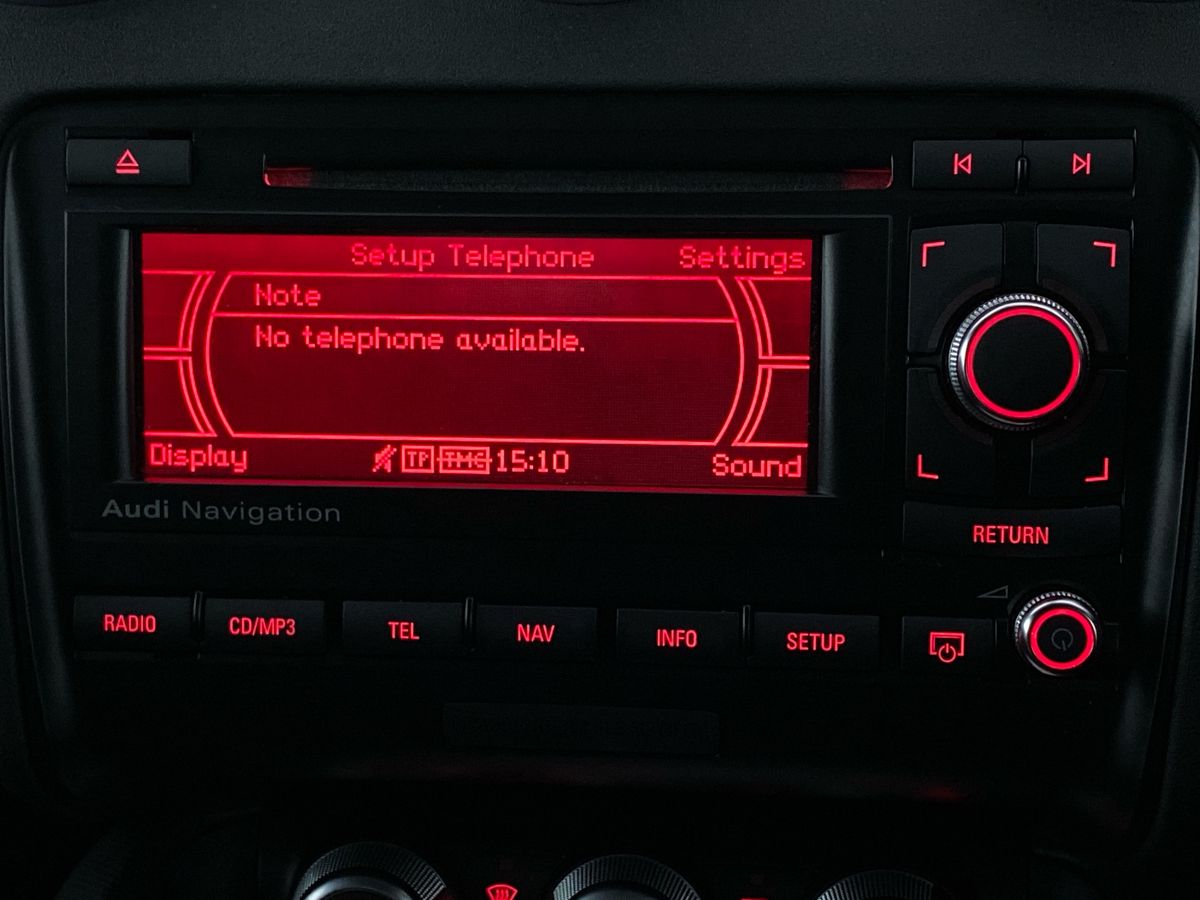 Setup Telephone Settings
Note
No telephone available.
Display TP TMC 15:10 Sound
Audi Navigation
RETURN
RADIO CD/MP3 TEL NAV INFO SETUP